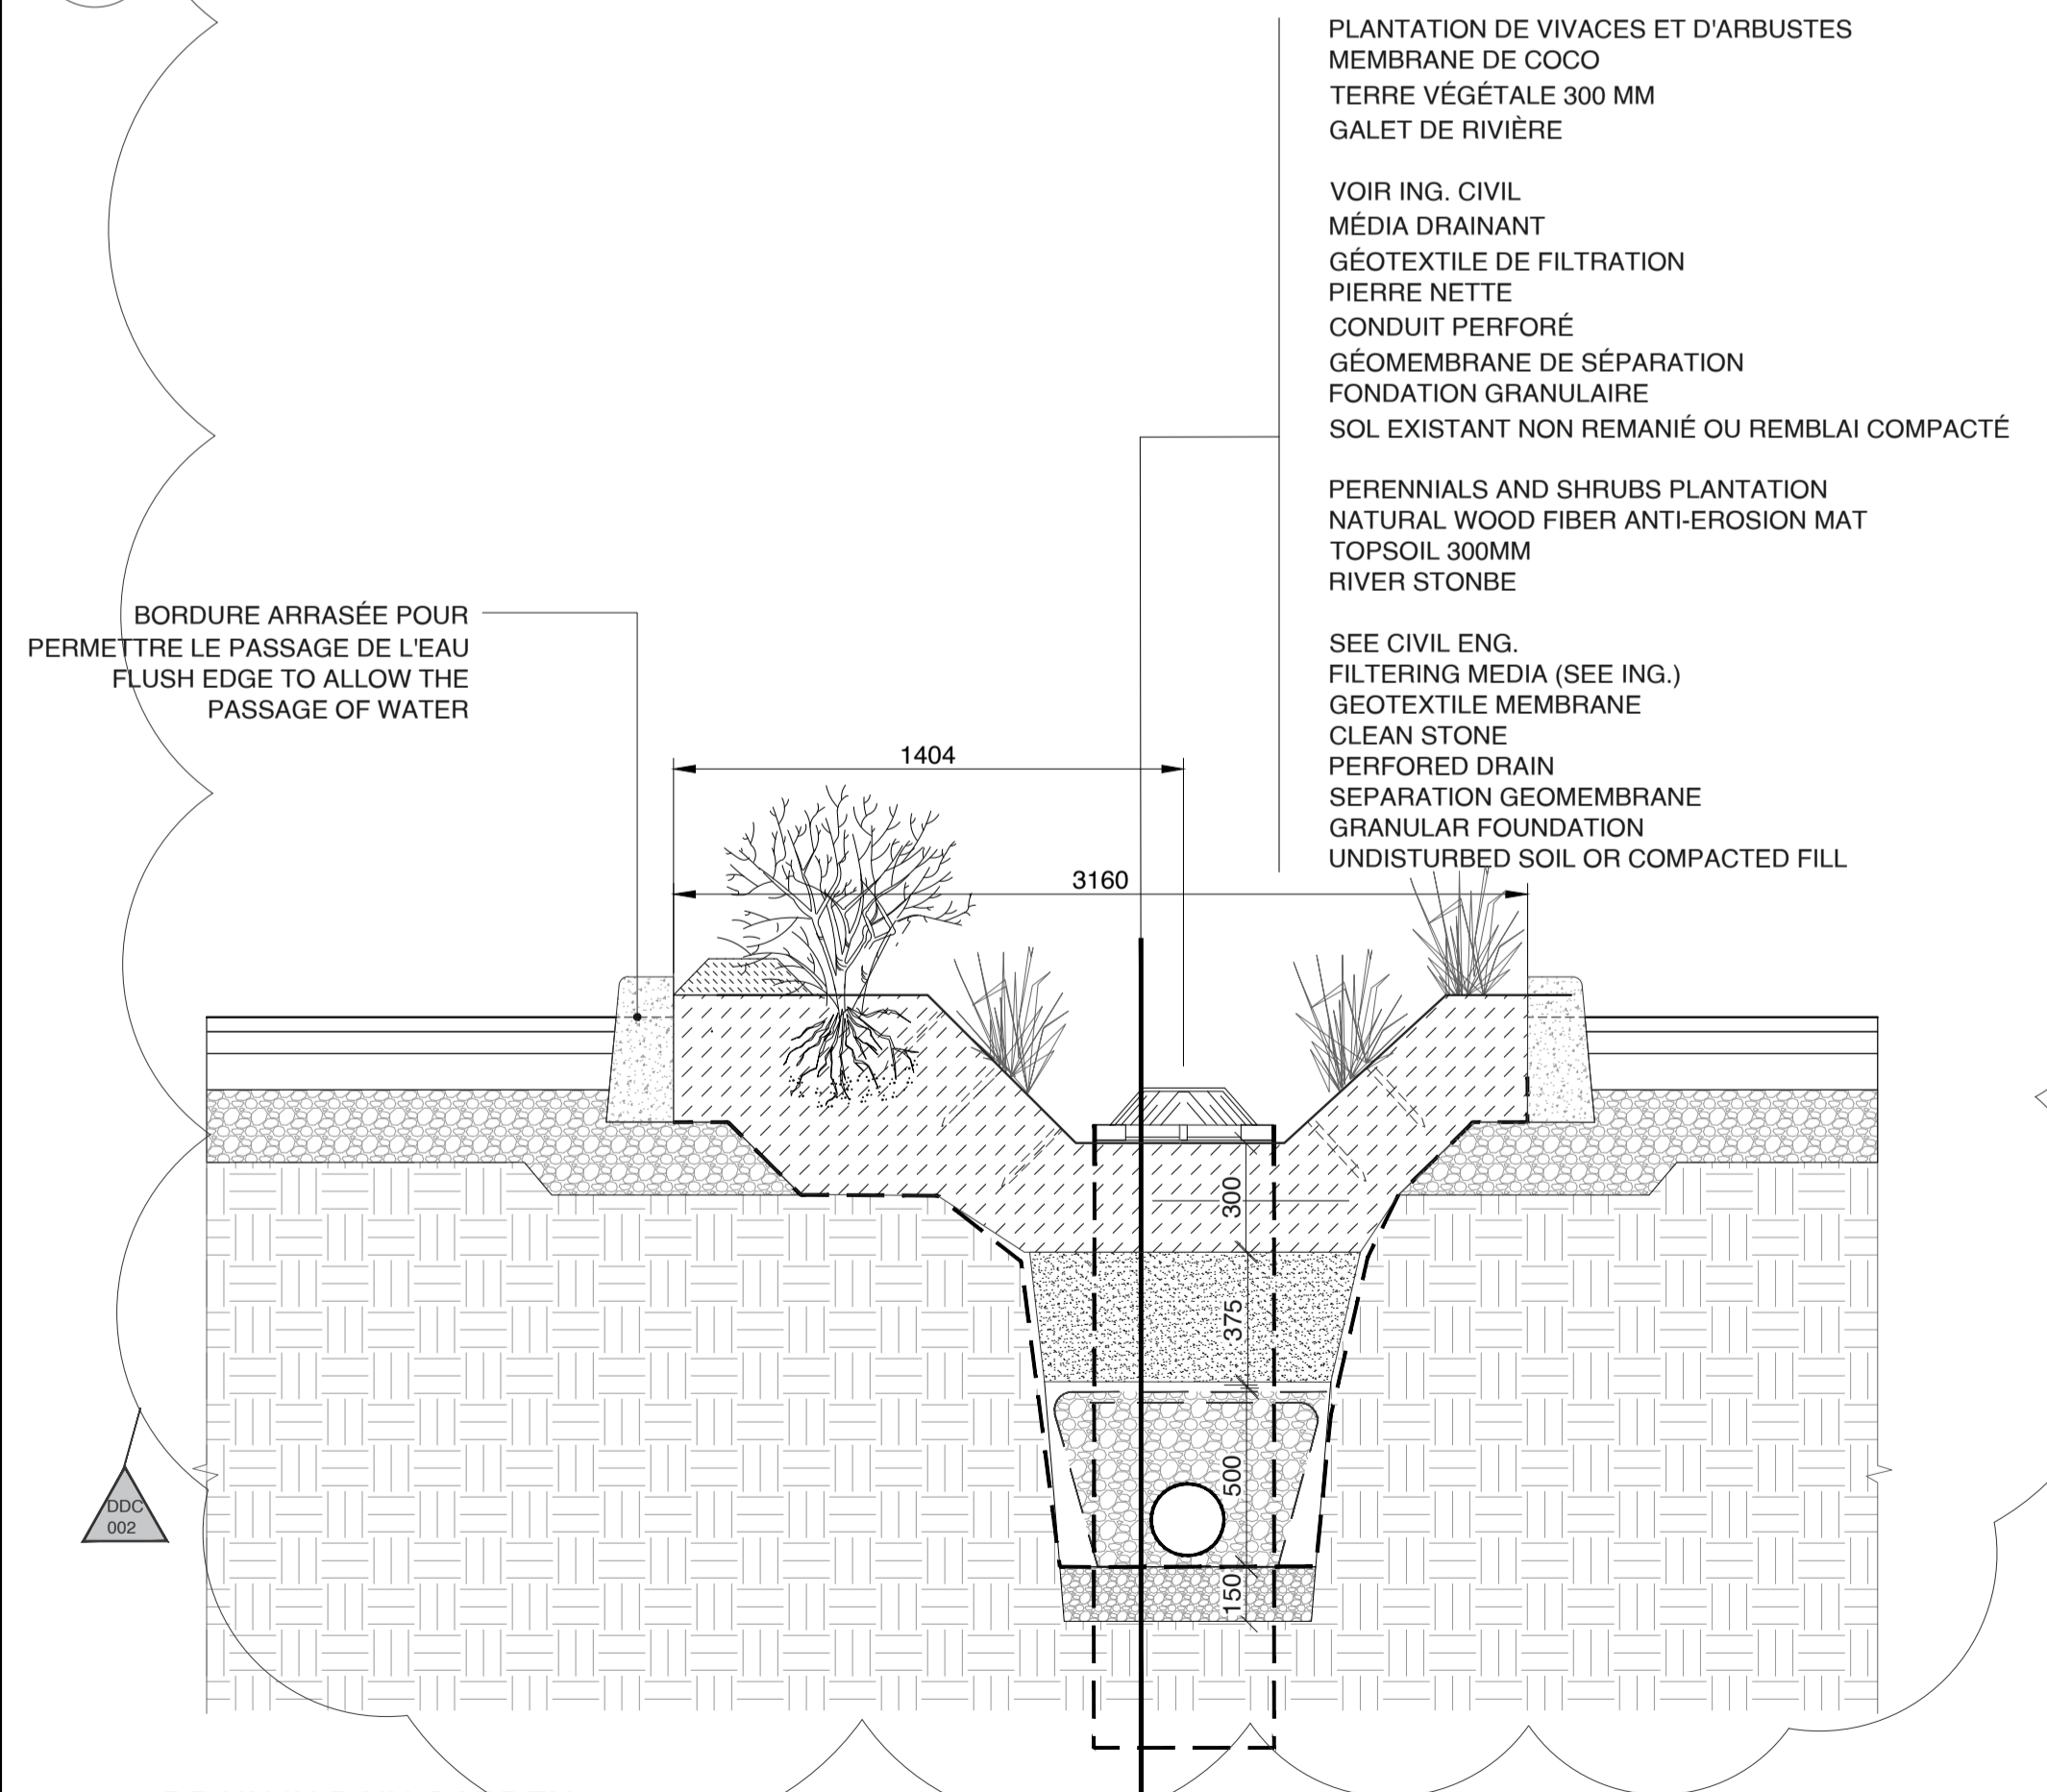 PLANTATION DE VIVACES ET D'ARBUSTES
MEMBRANE DE COCO
TERRE VÉGÉTALE 300 MM
GALET DE RIVIÈRE
VOIR ING. CIVIL
MÉDIA DRAINANT
GÉOTEXTILE DE FILTRATION
PIERRE NETTE
CONDUIT PERFORÉ
GÉOMEMBRANE DE SÉPARATION
FONDATION GRANULAIRE
SOL EXISTANT NON REMANIÉ OU REMBLAI COMPACTÉ
PERENNIALS AND SHRUBS PLANTATION
NATURAL WOOD FIBER ANTI-EROSION MAT
TOPSOIL 300MM
RIVER STONBE
SEE CIVIL ENG.
FILTERING MEDIA (SEE ING.)
GEOTEXTILE MEMBRANE
CLEAN STONE
PERFORED DRAIN
SEPARATION GEOMEMBRANE
GRANULAR FOUNDATION
UNDISTURBED SOIL OR COMPACTED FILL
BORDURE ARRASÉE POUR
PERMETTRE LE PASSAGE DE L'EAU
FLUSH EDGE TO ALLOW THE
PASSAGE OF WATER
1404
3160
300
375
500
150
DDC
002